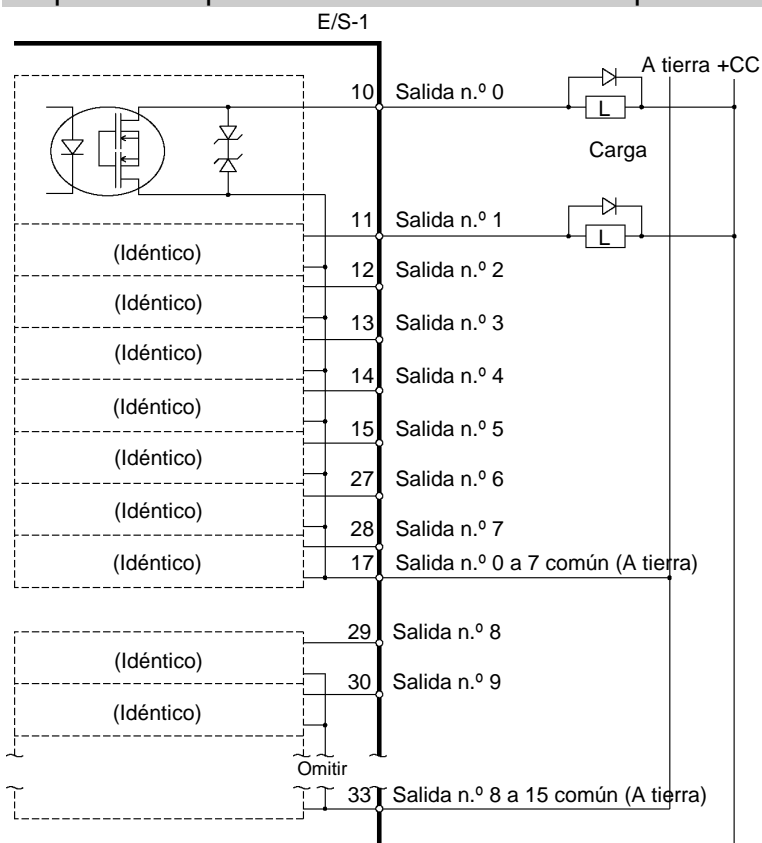 E/S-1
A tierra +CC
10 Salida n.º 0
L
Carga
11 Salida n.º 1
L
(Idéntico)
12 Salida n.º 2
(Idéntico)
13 Salida n.º 3
(Idéntico)
14 Salida n.º 4
(Idéntico)
15 Salida n.º 5
(Idéntico)
27 Salida n.º 6
(Idéntico)
28 Salida n.º 7
(Idéntico)
17 Salida n.º 0 a 7 común (A tierra)
29 Salida n.º 8
(Idéntico)
30 Salida n.º 9
(Idéntico)
Omitir
33 Salida n.º 8 a 15 común (A tierra)